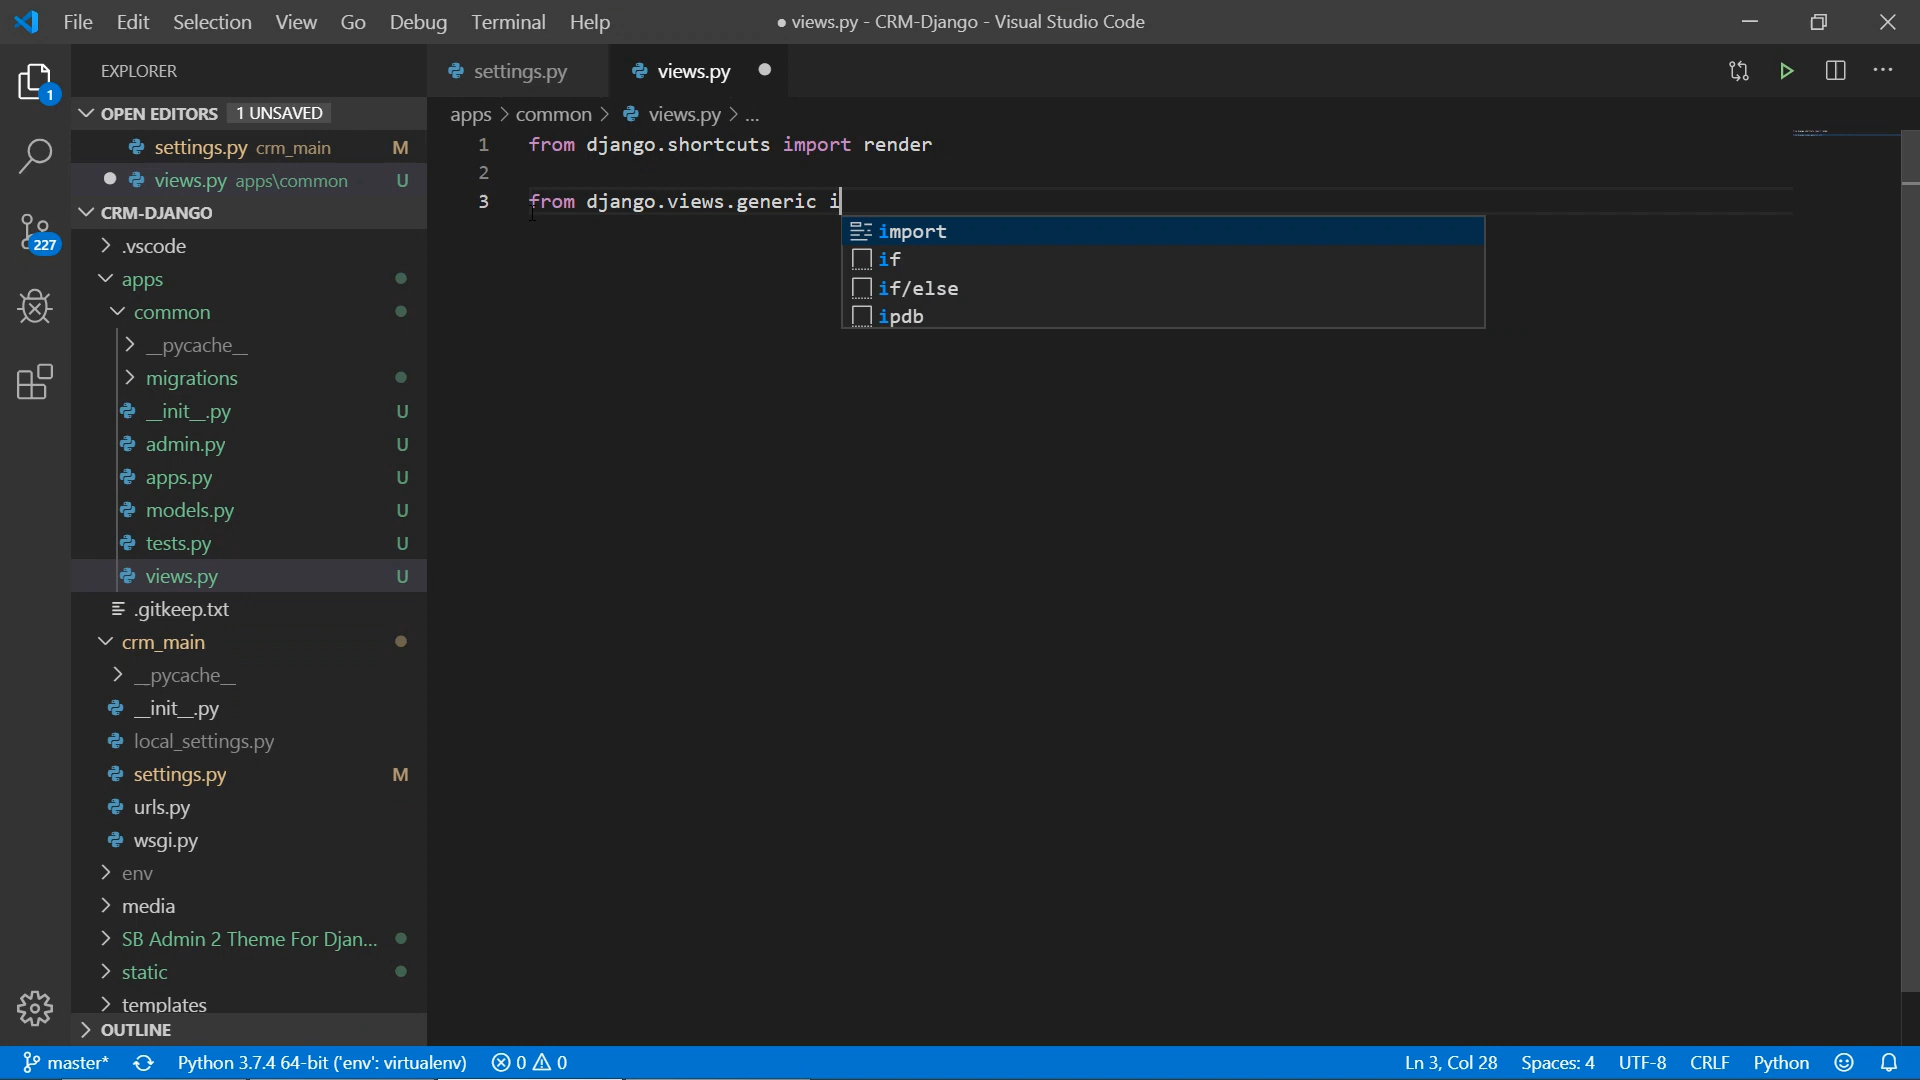 File Edit Selection View Go Debug Terminal Help ● views.py - CRM-Django - Visual Studio Code
EXPLORER
settings.py
views.py
OPEN EDITORS 1 UNSAVED
apps > common > views.py > ...
settings.py crm_main M
views.py apps\common U
CRM-DJANGO
.vscode
apps
common
__pycache__
migrations
__init__.py U
admin.py U
apps.py U
models.py U
tests.py U
views.py U
.gitkeep.txt
crm_main
__pycache__
__init__.py
local_settings.py
settings.py M
urls.py
wsgi.py
env
media
SB Admin 2 Theme For Djan...
static
templates
OUTLINE
1
227
1 from django.shortcuts import render
2
3 from django.views.generic i
import
if
if/else
ipdb
master* Python 3.7.4 64-bit ('env': virtualenv) 0 0 Ln 3, Col 28 Spaces: 4 UTF-8 CRLF Python